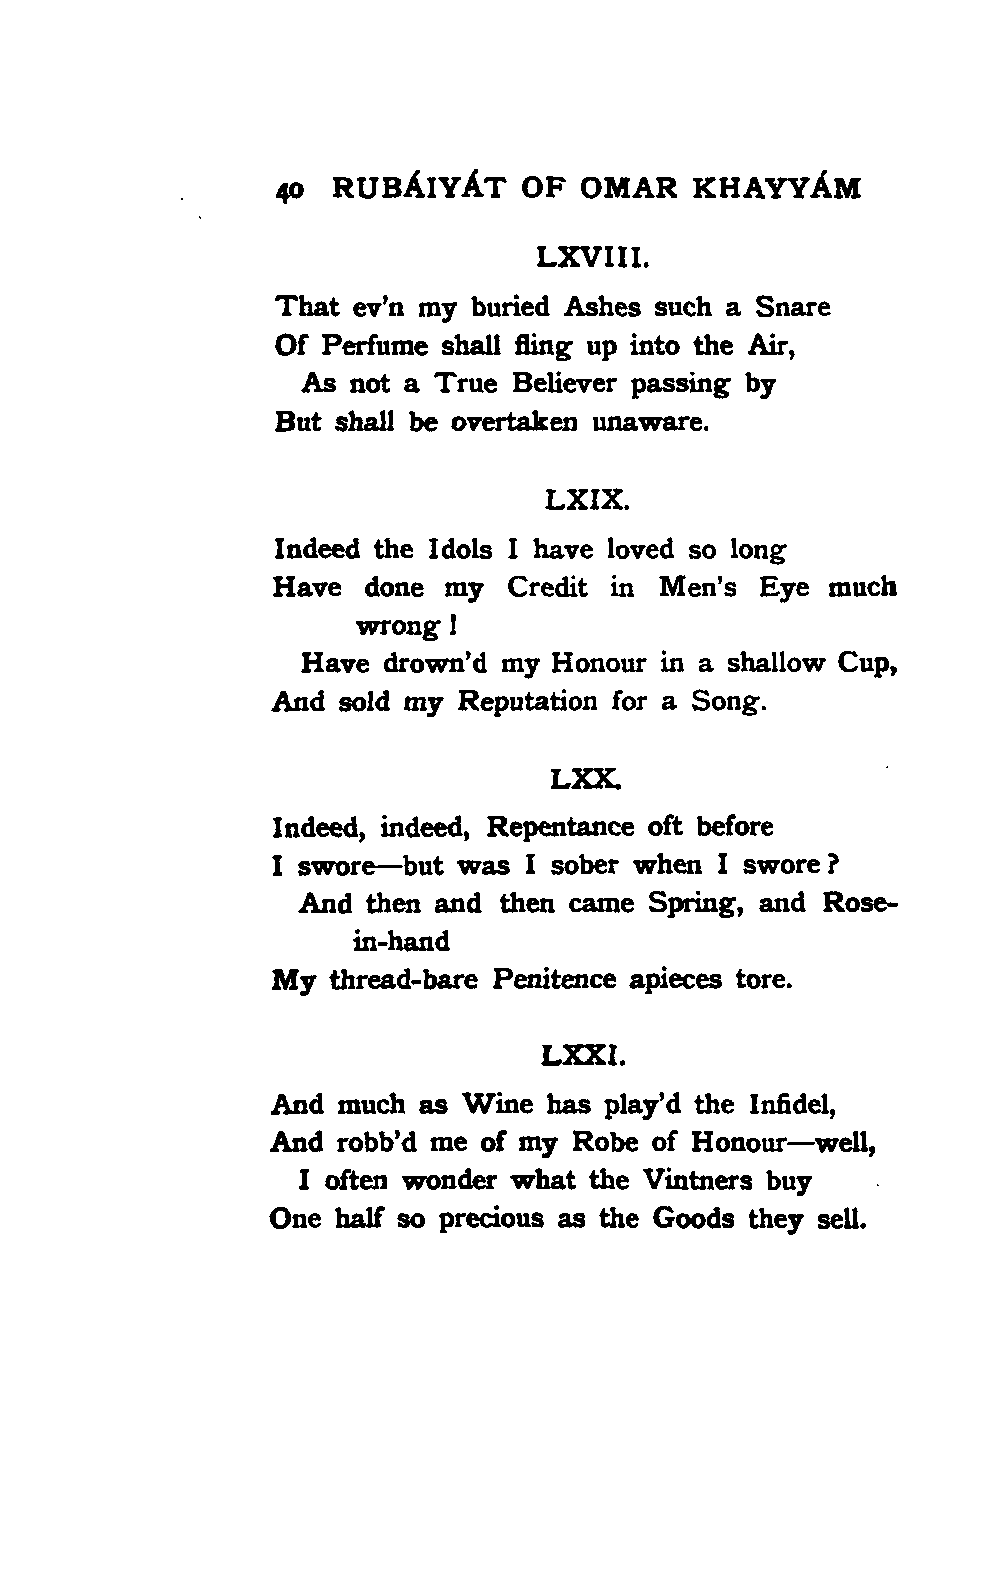 40 RUBÁIYÁT OF OMAR KHAYYÁM
LXVIII.
That ev'n my buried Ashes such a Snare
Of Perfume shall fling up into the Air,
As not a True Believer passing by
But shall be overtaken unaware.
LXIX.
Indeed the Idols I have loved so long
Have done my Credit in Men's Eye much
wrong!
Have drown'd my Honour in a shallow Cup,
And sold my Reputation for a Song.
LXX.
Indeed, indeed, Repentance oft before
I swore—but was I sober when I swore?
And then and then came Spring, and Rose-
in-hand
My thread-bare Penitence apieces tore.
LXXI.
And much as Wine has play'd the Infidel,
And robb'd me of my Robe of Honour—well,
I often wonder what the Vintners buy
One half so precious as the Goods they sell.